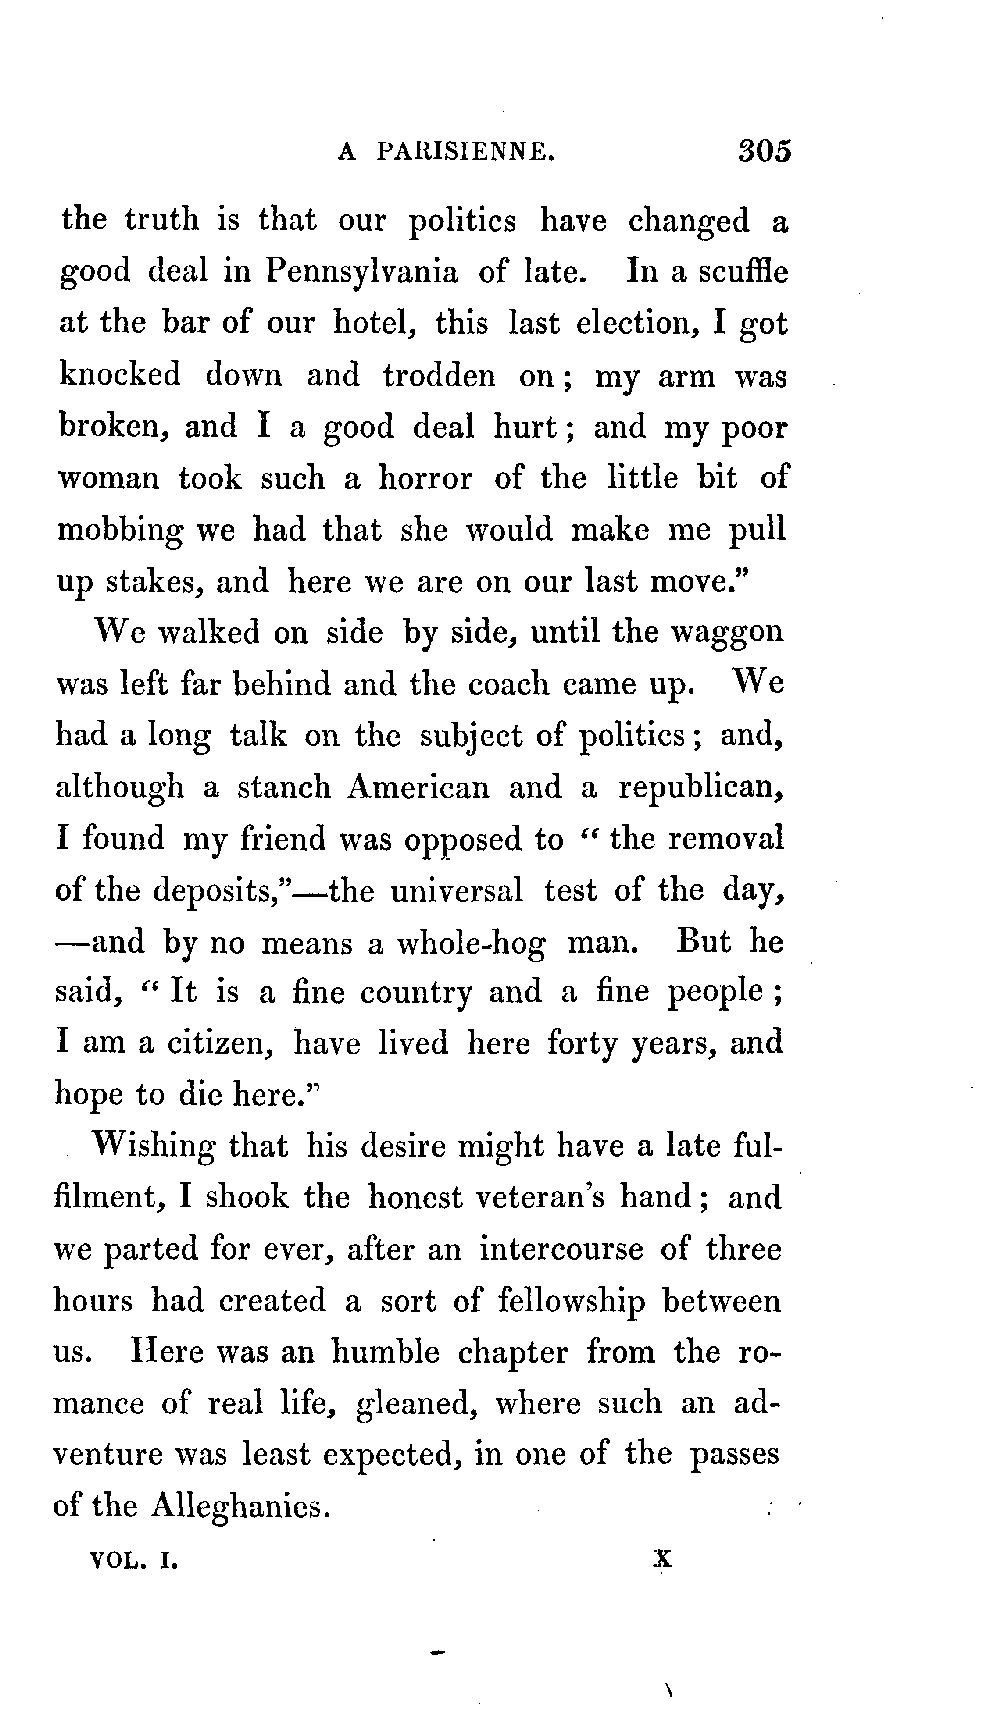 A PARISIENNE. 305
the truth is that our politics have changed a
good deal in Pennsylvania of late. In a scuffle
at the bar of our hotel, this last election, I got
knocked down and trodden on; my arm was
broken, and I a good deal hurt; and my poor
woman took such a horror of the little bit of
mobbing we had that she would make me pull
up stakes, and here we are on our last move.”
We walked on side by side, until the waggon
was left far behind and the coach came up. We
had a long talk on the subject of politics; and,
although a stanch American and a republican,
I found my friend was opposed to “the removal
of the deposits,”—the universal test of the day,
—and by no means a whole-hog man. But he
said, “It is a fine country and a fine people;
I am a citizen, have lived here forty years, and
hope to die here.”
Wishing that his desire might have a late ful-
filment, I shook the honest veteran's hand; and
we parted for ever, after an intercourse of three
hours had created a sort of fellowship between
us. Here was an humble chapter from the ro-
mance of real life, gleaned, where such an ad-
venture was least expected, in one of the passes
of the Alleghanies.
VOL. I. X